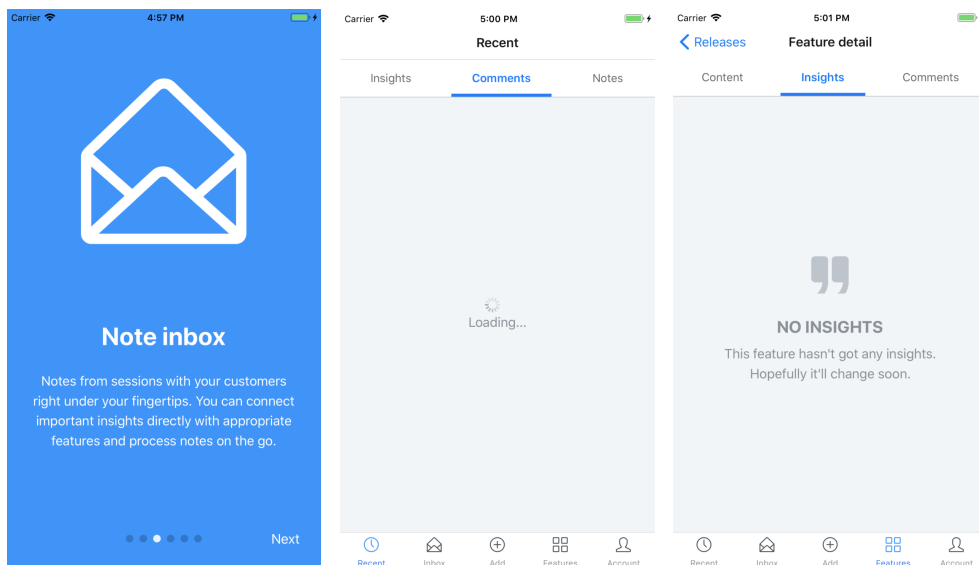 Carrier 4:57 PM
Note inbox
Notes from sessions with your customers
right under your fingertips. You can connect
important insights directly with appropriate
features and process notes on the go.
Next
Carrier 5:00 PM
Recent
Insights Comments Notes
Loading...
Recent Inbox Add Features Account
Carrier 5:01 PM
Releases Feature detail
Content Insights Comments
NO INSIGHTS
This feature hasn't got any insights.
Hopefully it'll change soon.
Recent Inbox Add Features Account